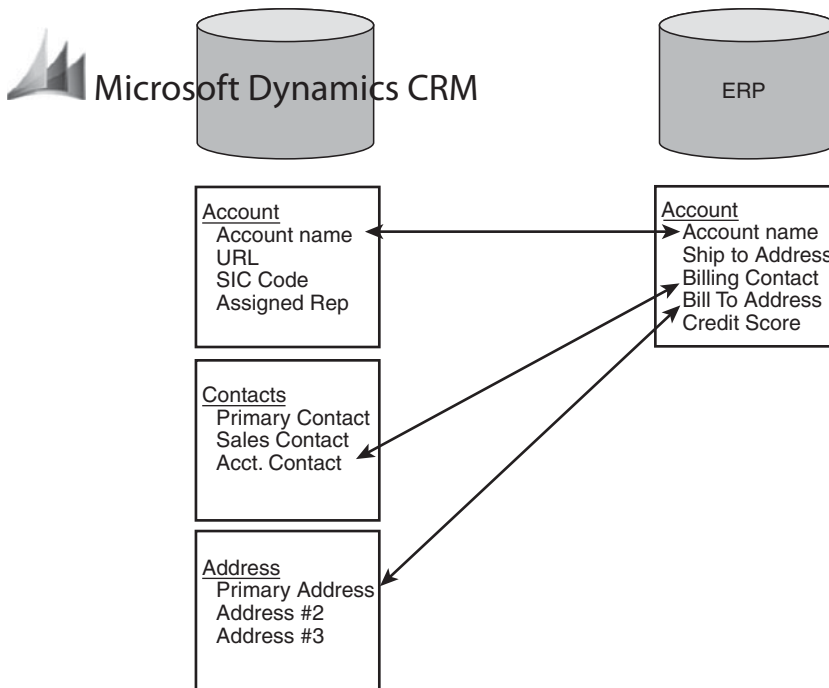 Microsoft Dynamics CRM
ERP
Account
Account name
URL
SIC Code
Assigned Rep
Contacts
Primary Contact
Sales Contact
Acct. Contact
Address
Primary Address
Address #2
Address #3
Account
Account name
Ship to Address
Billing Contact
Bill To Address
Credit Score